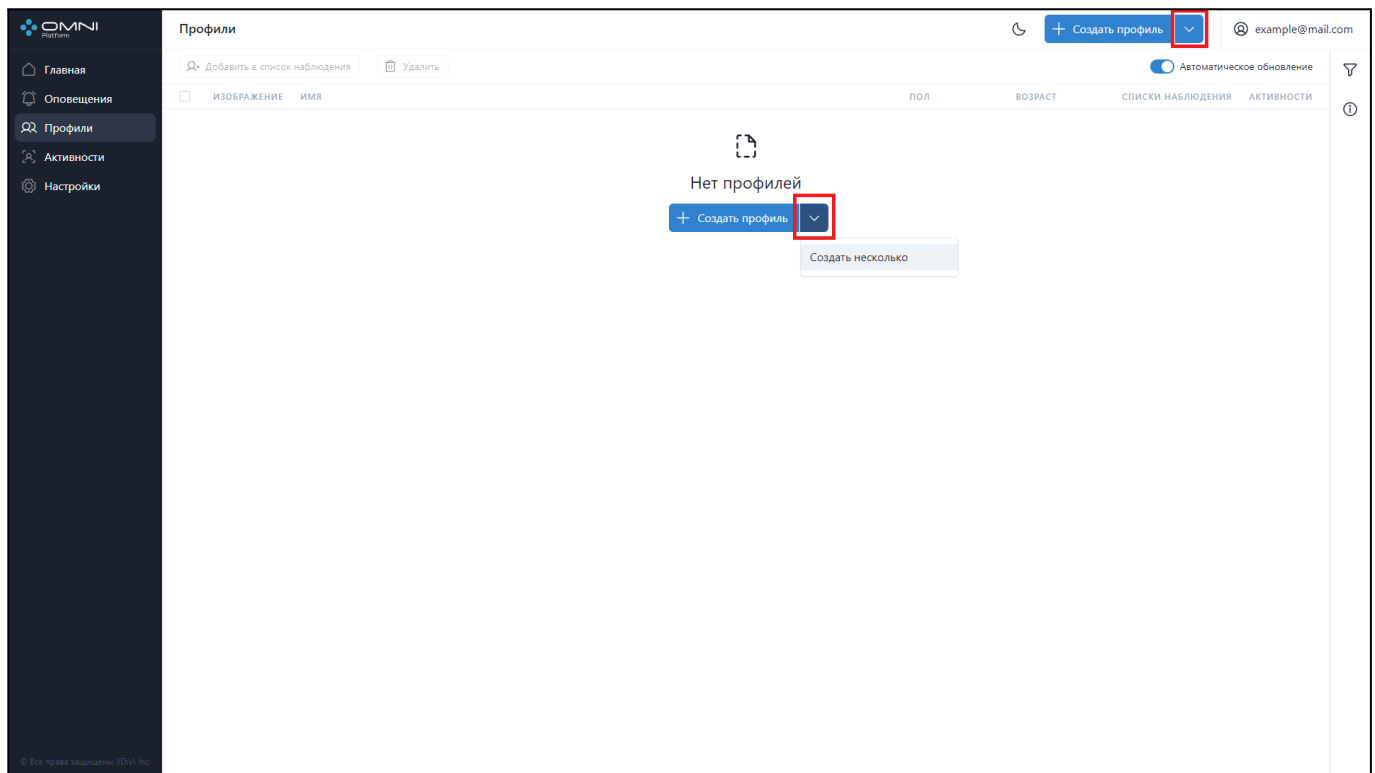 OMNI
Platform
Профили
Создать профиль
example@mail.com
Главная
Оповещения
Профили
Активности
Настройки
Добавить в список наблюдения
Удалить
Автоматическое обновление
ИЗОБРАЖЕНИЕ ИМЯ ПОЛ ВОЗРАСТ СПИСКИ НАБЛЮДЕНИЯ АКТИВНОСТИ
Нет профилей
Создать профиль
Создать несколько
© Все права защищены 3DiVi Inc.